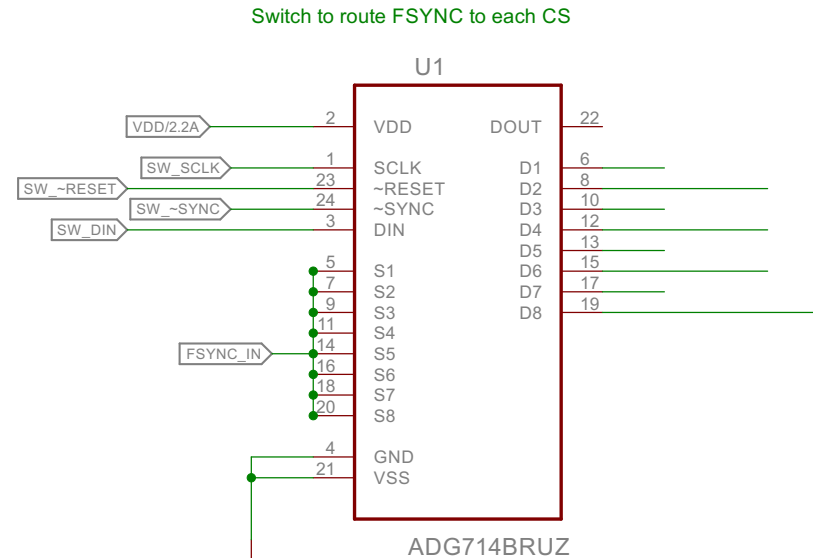 Switch to route FSYNC to each CS
U1
VDD/2.2A 2 VDD DOUT 22
SW_SCLK 1 SCLK D1 6
SW_~RESET 23 ~RESET D2 8
SW_~SYNC 24 ~SYNC D3 10
SW_DIN 3 DIN D4 12
D5 13
5 S1 D6 15
7 S2 D7 17
9 S3 D8 19
11 S4
FSYNC_IN 14 S5
16 S6
18 S7
20 S8
4 GND
21 VSS
ADG714BRUZ